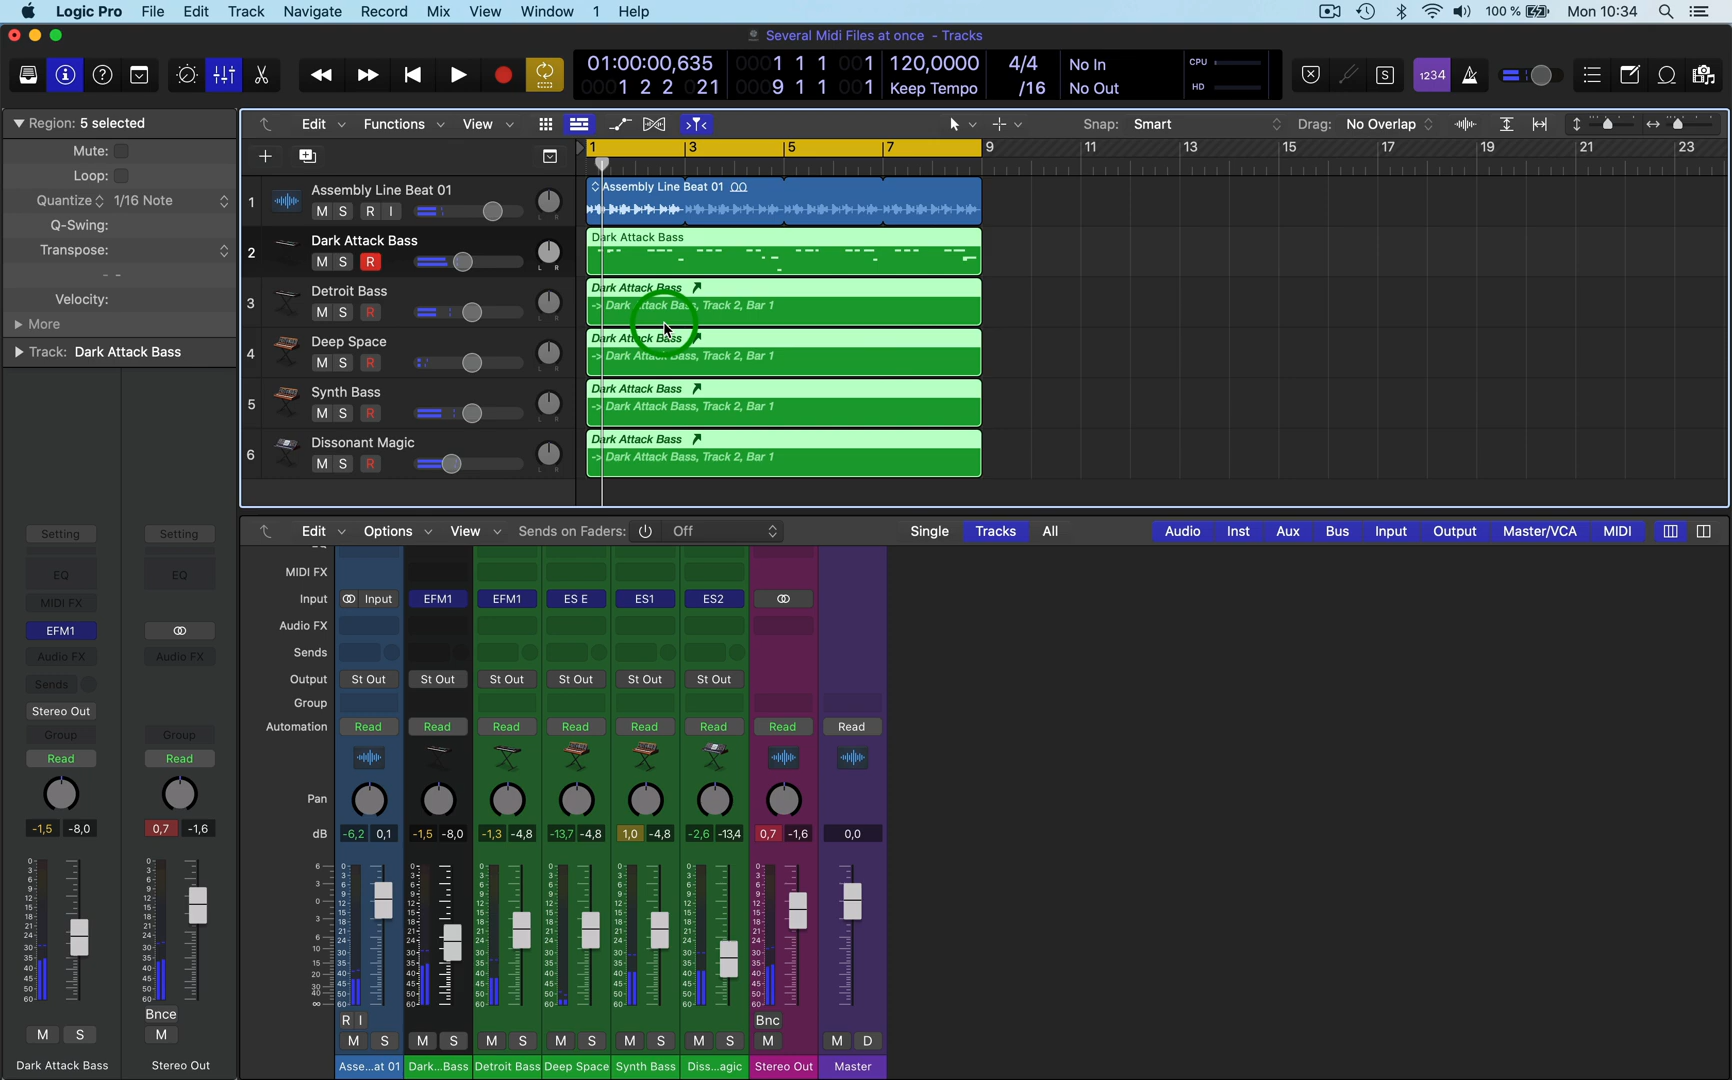 Logic Pro File Edit Track Navigate Record Mix View Window 1 Help 100 % Mon 10:34
Several Midi Files at once - Tracks
01:00:00,635 0001 1 1 001 120,0000 4/4 No In CPU
0001 2 2 021 0009 1 1 001 Keep Tempo /16 No Out HD
S 1234
Region: 5 selected
Mute:
Loop:
Quantize 1/16 Note
Q-Swing:
Transpose:
- -
Velocity:
More
Track: Dark Attack Bass
Edit Functions View Snap: Smart Drag: No Overlap
1 3 5 7 9 11 13 15 17 19 21 23
1 Assembly Line Beat 01
M S R I L R
Assembly Line Beat 01
2 Dark Attack Bass
M S R L R
Dark Attack Bass
3 Detroit Bass
M S R L R
Dark Attack Bass
-> Dark Attack Bass, Track 2, Bar 1
4 Deep Space
M S R L R
Dark Attack Bass
-> Dark Attack Bass, Track 2, Bar 1
5 Synth Bass
M S R L R
Dark Attack Bass
-> Dark Attack Bass, Track 2, Bar 1
6 Dissonant Magic
M S R L R
Dark Attack Bass
-> Dark Attack Bass, Track 2, Bar 1
Setting Setting
EQ EQ
MIDI FX
EFM1
Audio FX Audio FX
Sends
Stereo Out
Group Group
Read Read
-1,5 -8,0 0,7 -1,6
Bnce
M S M
Dark Attack Bass Stereo Out
Edit Options View Sends on Faders: Off Single Tracks All Audio Inst Aux Bus Input Output Master/VCA MIDI
MIDI FX
Input Input EFM1 EFM1 ES E ES1 ES2
Audio FX
Sends
Output St Out St Out St Out St Out St Out St Out
Group
Automation Read Read Read Read Read Read Read Read
Pan
dB -6,2 0,1 -1,5 -8,0 -1,3 -4,8 -13,7 -4,8 1,0 -4,8 -2,6 -13,4 0,7 -1,6 0,0
R I Bnc
M S M S M S M S M S M S M M D
Asse...at 01 Dark...Bass Detroit Bass Deep Space Synth Bass Diss...agic Stereo Out Master